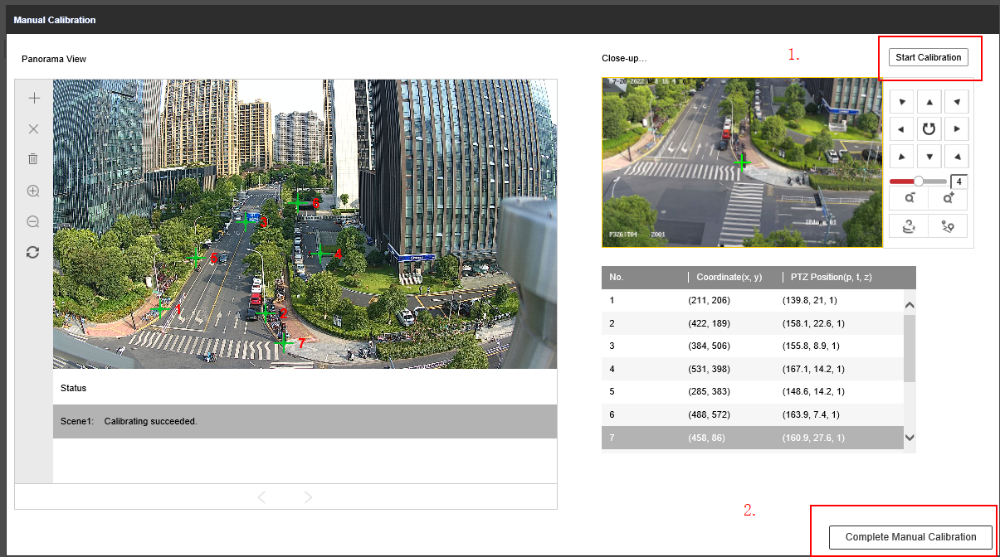 Manual Calibration
Panorama View
Close-up...
1.
Start Calibration
4
1
2
3
4
5
6
7
No. Coordinate(x, y) PTZ Position(p, t, z)
1 (211, 206) (139.8, 21, 1)
2 (422, 189) (158.1, 22.6, 1)
3 (384, 506) (155.8, 8.9, 1)
4 (531, 398) (167.1, 14.2, 1)
5 (285, 383) (148.6, 14.2, 1)
6 (488, 572) (163.9, 7.4, 1)
7 (458, 86) (160.9, 27.6, 1)
Status
Scene1: Calibrating succeeded.
2.
Complete Manual Calibration